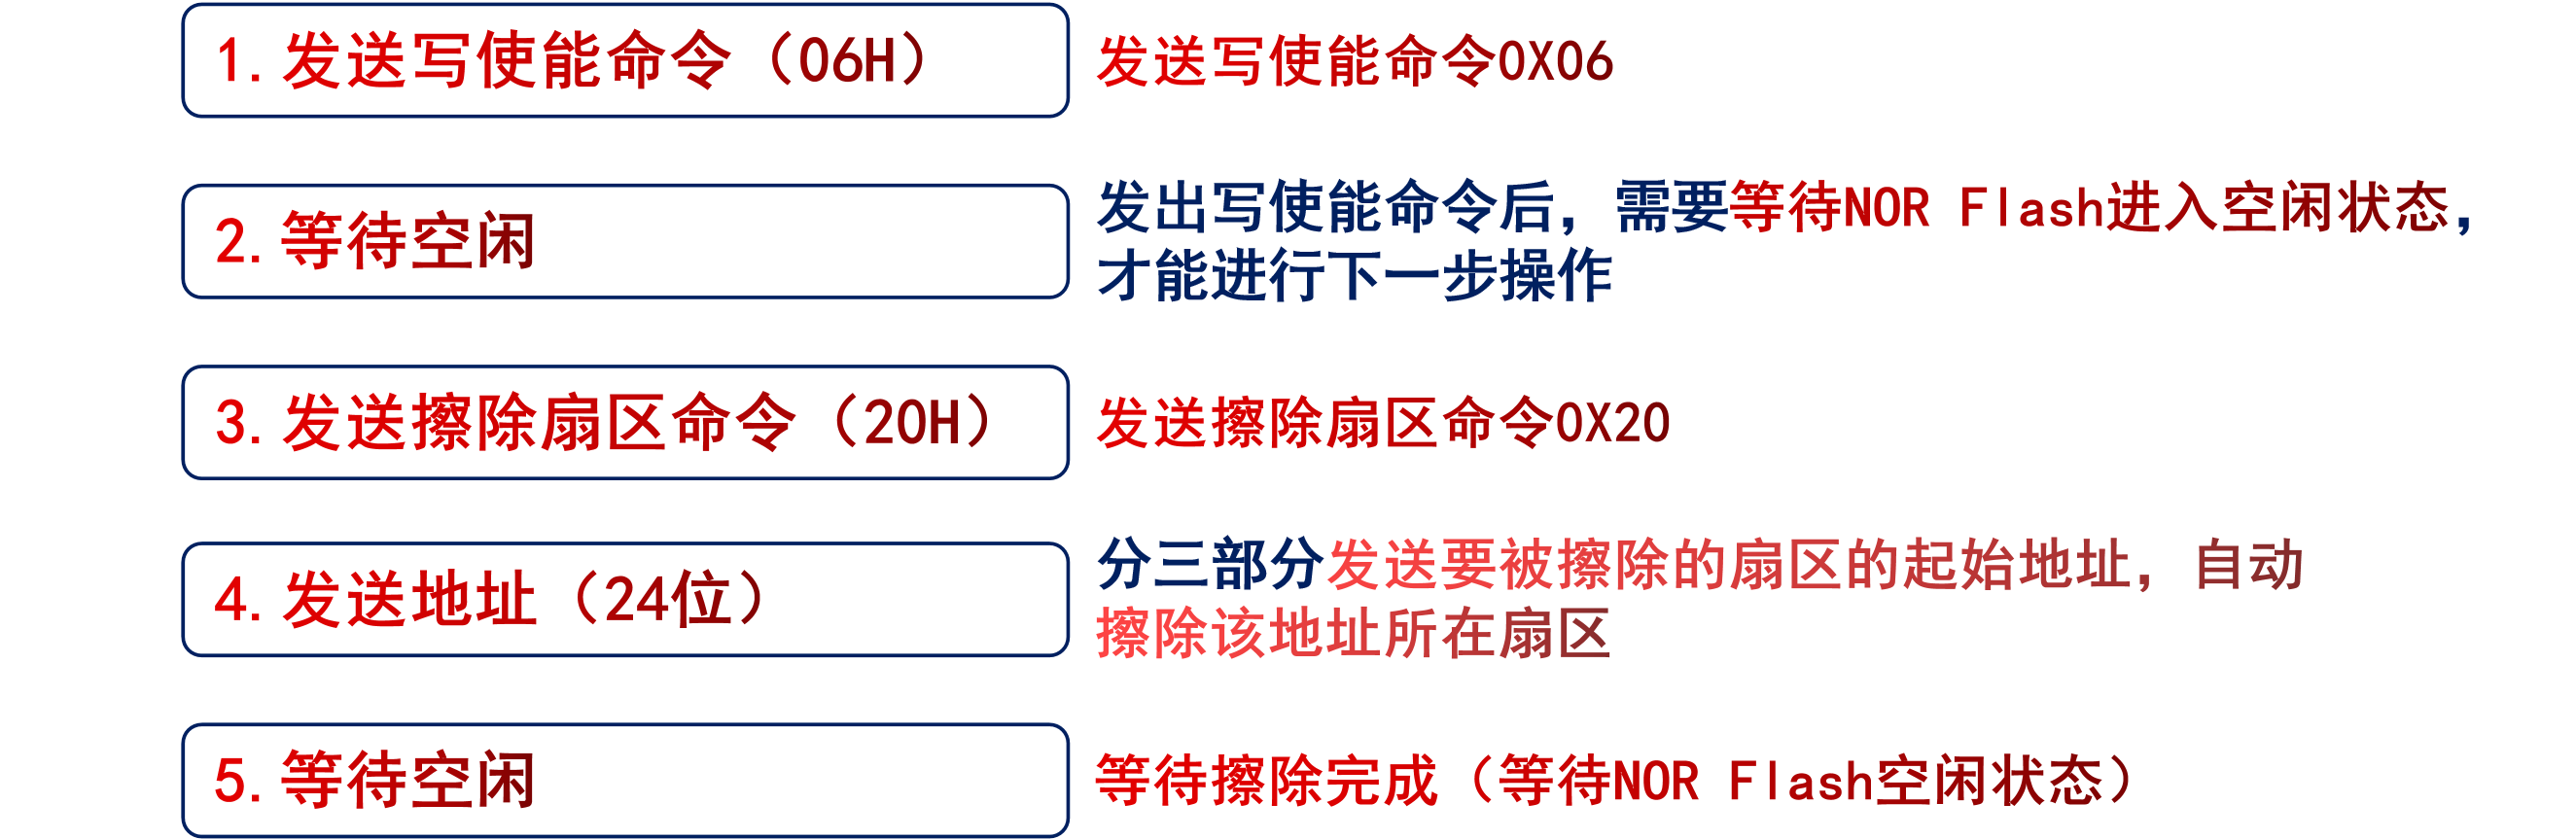 1.发送写使能命令（06H）
发送写使能命令0X06
2.等待空闲
发出写使能命令后，需要等待NOR Flash进入空闲状态，
才能进行下一步操作
3.发送擦除扇区命令（20H）
发送擦除扇区命令0X20
4.发送地址（24位）
分三部分发送要被擦除的扇区的起始地址，自动
擦除该地址所在扇区
5.等待空闲
等待擦除完成（等待NOR Flash空闲状态）